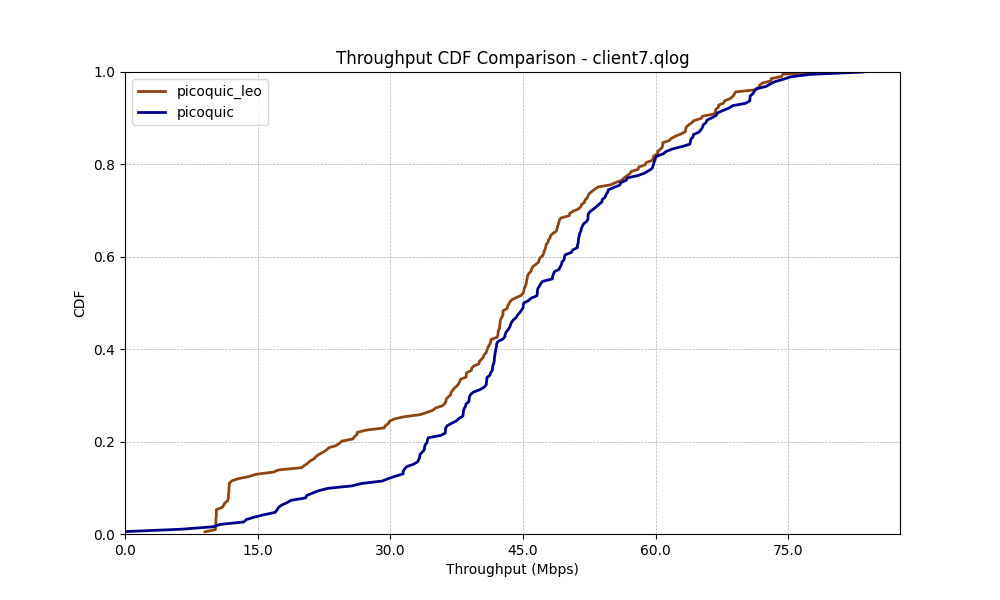 Throughput CDF Comparison - client7.qlog
picoquic_leo
picoquic
CDF
1.0
0.8
0.6
0.4
0.2
0.0
0.0 15.0 30.0 45.0 60.0 75.0
Throughput (Mbps)